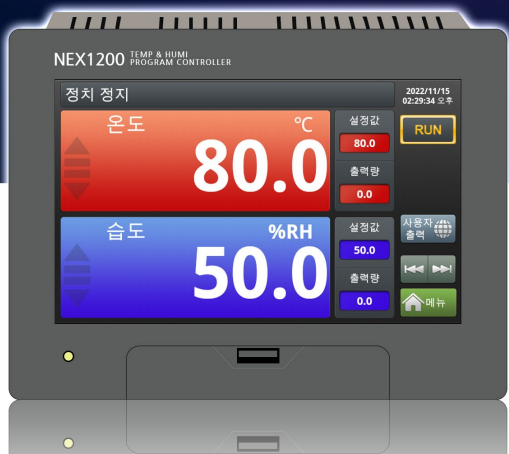 NEX1200 TEMP & HUMI
PROGRAM CONTROLLER
정치 정지
2022/11/15
02:29:34 오후
온도
℃
80.0
설정값
80.0
출력량
0.0
RUN
습도
%RH
50.0
설정값
50.0
출력량
0.0
사용자
출력
메뉴